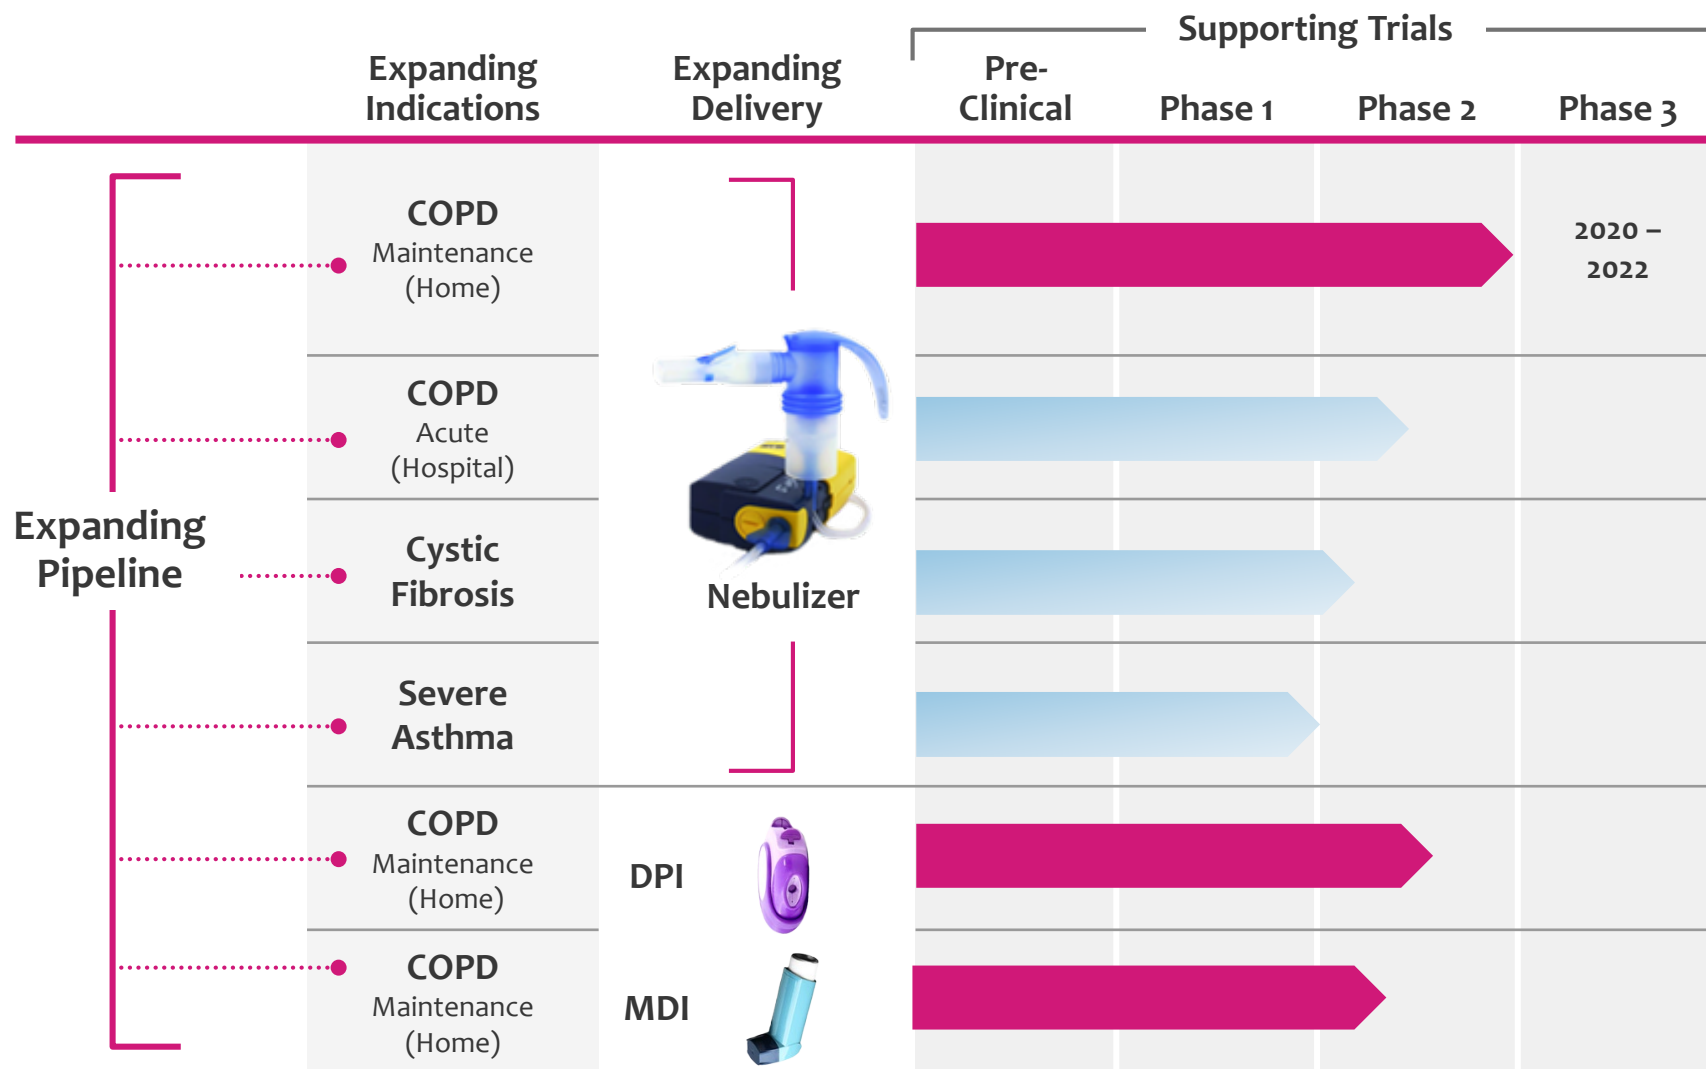 Supporting Trials
Expanding
Indications
Expanding
Delivery
Pre-
Clinical
Phase 1
Phase 2
Phase 3
Expanding
Pipeline
COPD
Maintenance
(Home)
2020 –
2022
COPD
Acute
(Hospital)
Cystic
Fibrosis
Nebulizer
Severe
Asthma
COPD
Maintenance
(Home)
DPI
COPD
Maintenance
(Home)
MDI